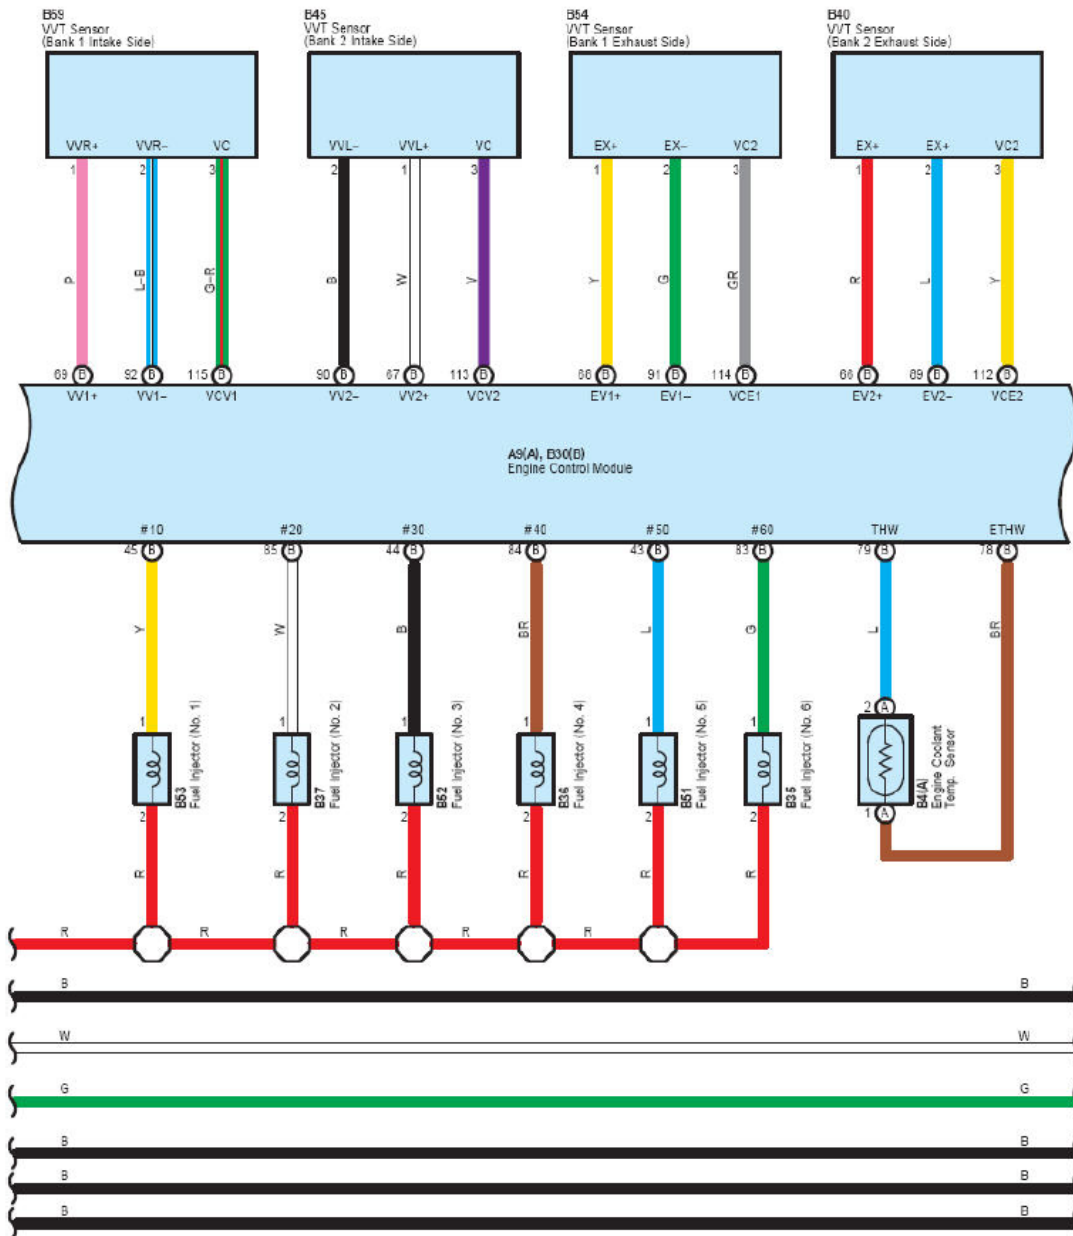 B59
VVT Sensor
(Bank 1 Intake Side)
B45
VVT Sensor
(Bank 2 Intake Side)
B54
VVT Sensor
(Bank 1 Exhaust Side)
B40
VVT Sensor
(Bank 2 Exhaust Side)
VVR+ VVR– VC
VVL– VVL+ VC
EX+ EX– VC2
EX+ EX+ VC2
1 2 3
2 1 3
1 2 3
1 2 3
P L–B G–R
B W V
Y G GR
R L Y
69 B 92 B 115 B
90 B 67 B 113 B
B 91 B 114 B
B 89 B 112 B
VV1+ VV1– VCV1
VV2– VV2+ VCV2
EV1+ EV1– VCE1
EV2+ EV2– VCE2
A9(A), B30(B)
Engine Control Module
#10 #20 #30 #40 #50 #60 THW ETHW
45 B 85 B 44 B 84 B 43 B 83 B 79 B 78 B
Y W B BR L G L BR
1 1 1 1 1 1 2 A
B53
Fuel Injector (No. 1)
B37
Fuel Injector (No. 2)
B52
Fuel Injector (No. 3)
B36
Fuel Injector (No. 4)
B51
Fuel Injector (No. 5)
B35
Fuel Injector (No. 6)
B4(A)
Engine Coolant
Temp. Sensor
2 2 2 2 2 2 1 A
R R R R R R
R R R R R
B B
W W
G G
B B
B B
B B